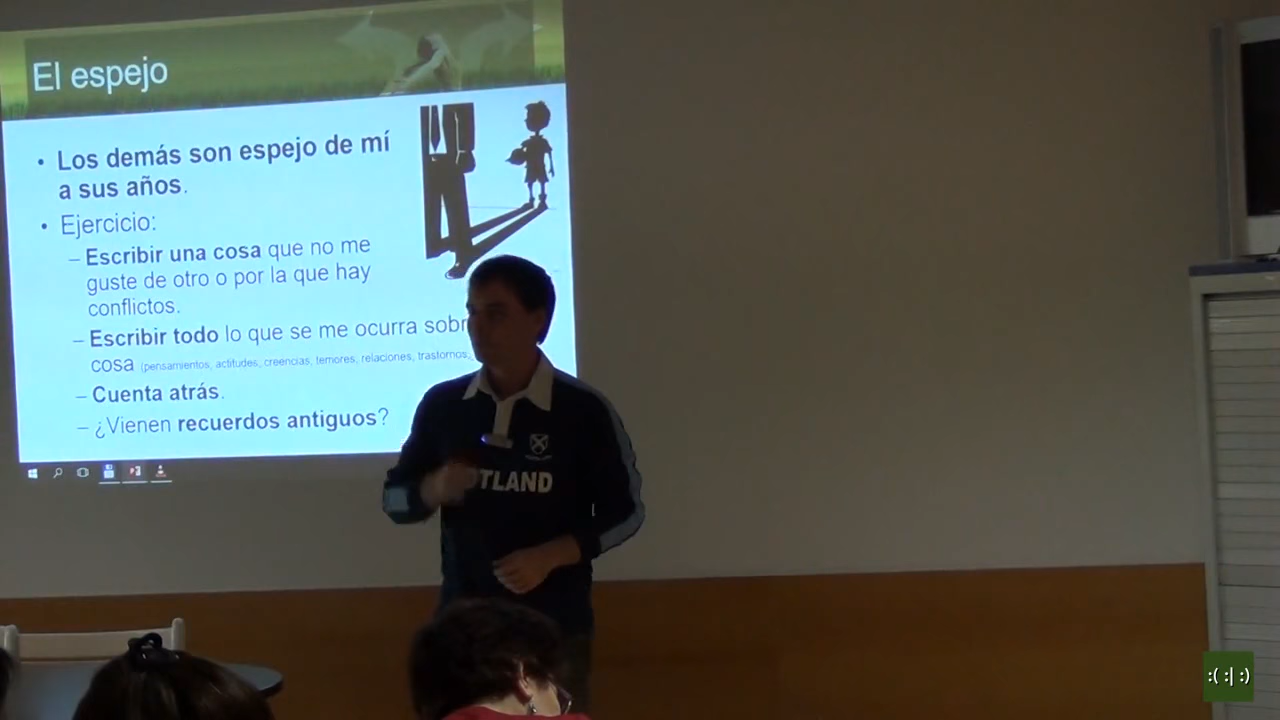 El espejo
• Los demás son espejo de mí
a sus años.
• Ejercicio:
– Escribir una cosa que no me
guste de otro o por la que hay
conflictos.
– Escribir todo lo que se me ocurra
cosa (pensamientos, actitudes, creencias, temores, relaciones, trastornos,
– Cuenta atrás.
– ¿Vienen recuerdos antiguos?
TLAND
:( :| :)